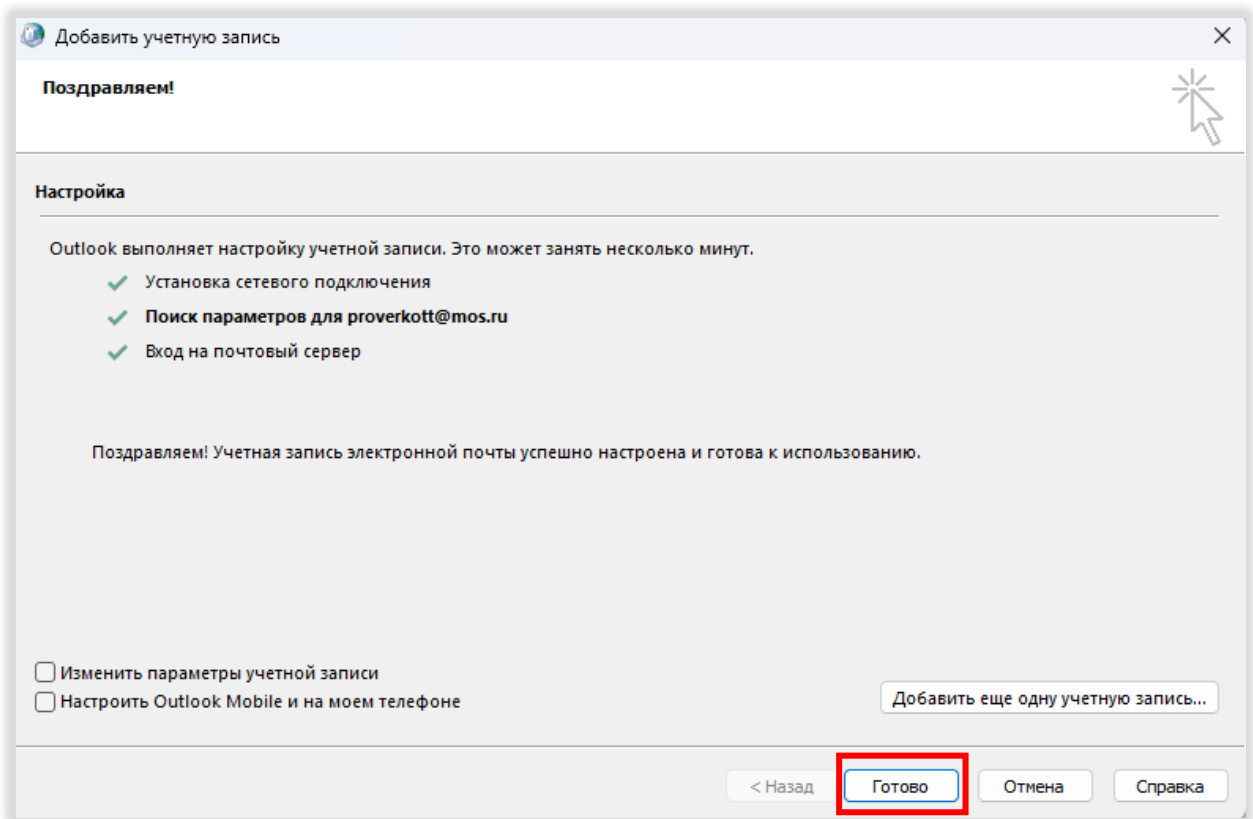 Добавить учетную запись
Поздравляем!
Настройка
Outlook выполняет настройку учетной записи. Это может занять несколько минут.
Установка сетевого подключения
Поиск параметров для proverkott@mos.ru
Вход на почтовый сервер
Поздравляем! Учетная запись электронной почты успешно настроена и готова к использованию.
Изменить параметры учетной записи
Настроить Outlook Mobile и на моем телефоне
Добавить еще одну учетную запись...
< Назад
Готово
Отмена
Справка